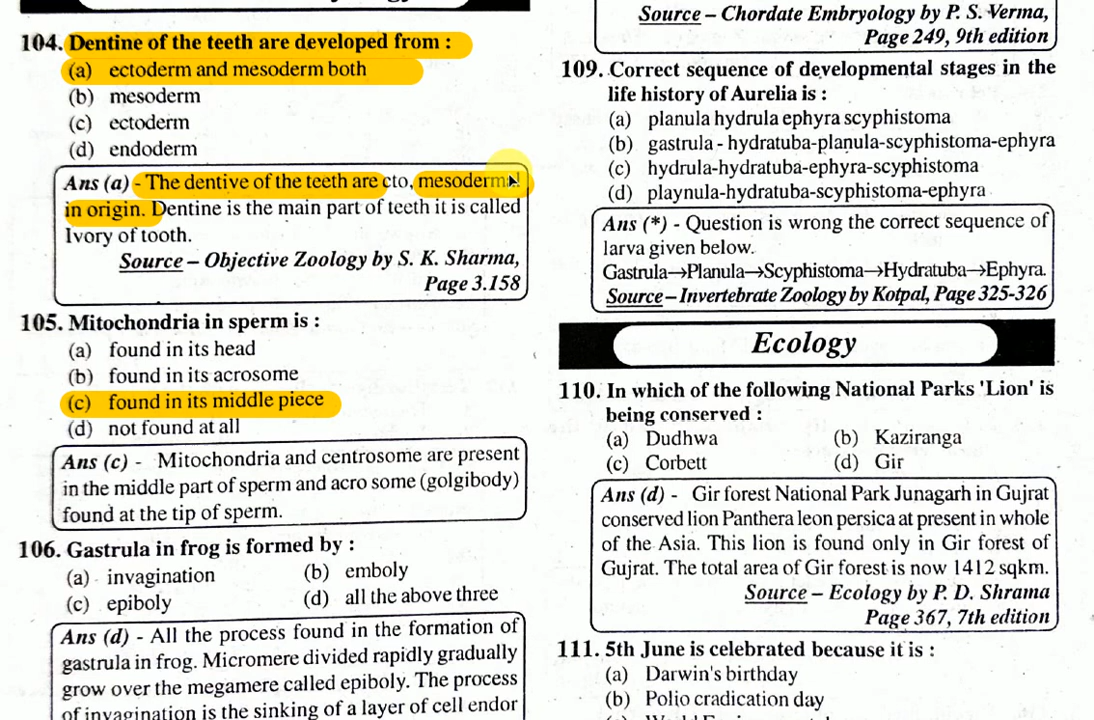 104. Dentine of the teeth are developed from :
(a) ectoderm and mesoderm both
(b) mesoderm
(c) ectoderm
(d) endoderm
Ans (a) - The dentive of the teeth are cto, mesoderm
in origin. Dentine is the main part of teeth it is called
Ivory of tooth.
Source – Objective Zoology by S. K. Sharma,
Page 3.158
105. Mitochondria in sperm is :
(a) found in its head
(b) found in its acrosome
(c) found in its middle piece
(d) not found at all
Ans (c) - Mitochondria and centrosome are present
in the middle part of sperm and acro some (golgibody)
found at the tip of sperm.
106. Gastrula in frog is formed by :
(a) invagination (b) emboly
(c) epiboly (d) all the above three
Ans (d) - All the process found in the formation of
gastrula in frog. Micromere divided rapidly gradually
grow over the megamere called epiboly. The process
of invagination is the sinking of a layer of cell endor
Source – Chordate Embryology by P. S. Verma,
Page 249, 9th edition
109. Correct sequence of developmental stages in the
life history of Aurelia is :
(a) planula hydrula ephyra scyphistoma
(b) gastrula - hydratuba-planula-scyphistoma-ephyra
(c) hydrula-hydratuba-ephyra-scyphistoma
(d) playnula-hydratuba-scyphistoma-ephyra
Ans (*) - Question is wrong the correct sequence of
larva given below.
Gastrula→Planula→Scyphistoma→Hydratuba→Ephyra.
Source – Invertebrate Zoology by Kotpal, Page 325-326
Ecology
110. In which of the following National Parks 'Lion' is
being conserved :
(a) Dudhwa (b) Kaziranga
(c) Corbett (d) Gir
Ans (d) - Gir forest National Park Junagarh in Gujrat
conserved lion Panthera leon persica at present in whole
of the Asia. This lion is found only in Gir forest of
Gujrat. The total area of Gir forest is now 1412 sqkm.
Source – Ecology by P. D. Shrama
Page 367, 7th edition
111. 5th June is celebrated because it is :
(a) Darwin's birthday
(b) Polio cradication day